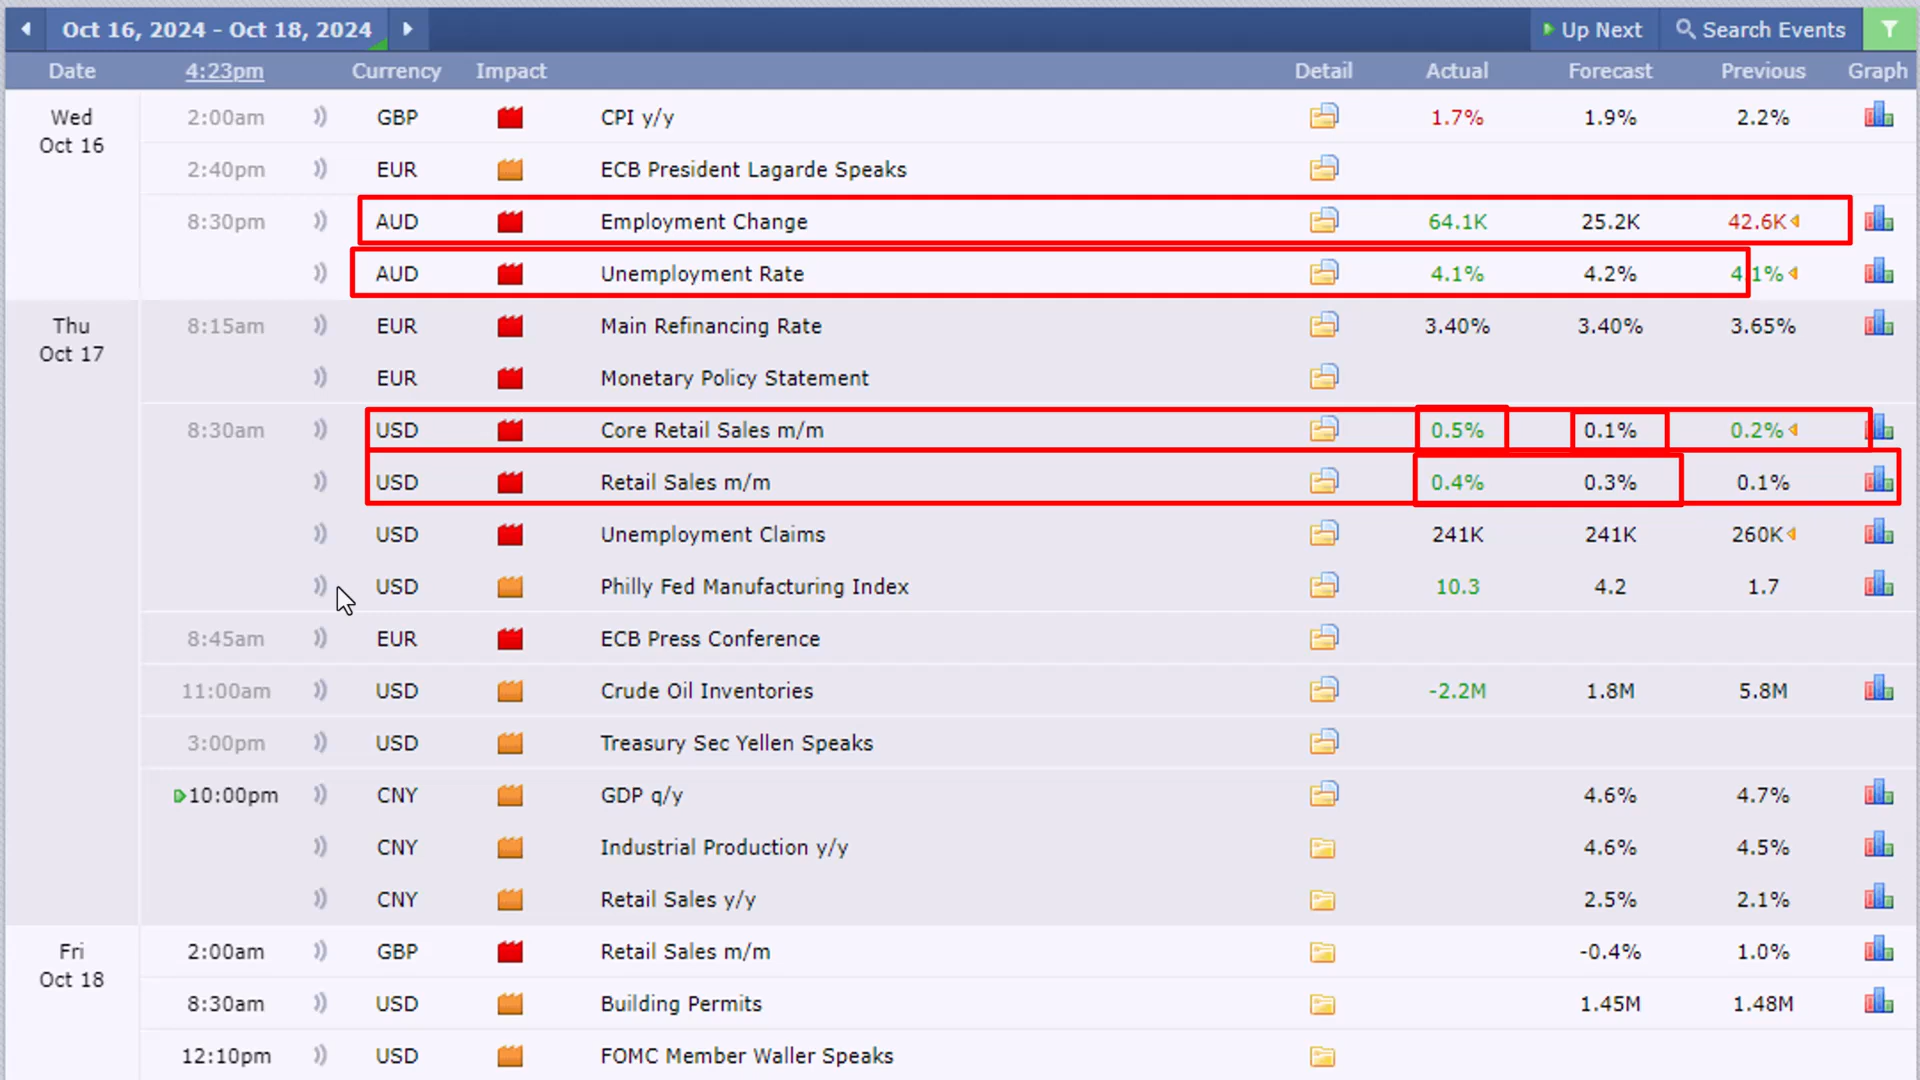 Oct 16, 2024 - Oct 18, 2024 Up Next Search Events
Date 4:23pm Currency Impact Detail Actual Forecast Previous Graph
Wed Oct 16 2:00am GBP CPI y/y 1.7% 1.9% 2.2%
2:40pm EUR ECB President Lagarde Speaks
8:30pm AUD Employment Change 64.1K 25.2K 42.6K
AUD Unemployment Rate 4.1% 4.2% 4.1%
Thu Oct 17 8:15am EUR Main Refinancing Rate 3.40% 3.40% 3.65%
EUR Monetary Policy Statement
8:30am USD Core Retail Sales m/m 0.5% 0.1% 0.2%
USD Retail Sales m/m 0.4% 0.3% 0.1%
USD Unemployment Claims 241K 241K 260K
USD Philly Fed Manufacturing Index 10.3 4.2 1.7
8:45am EUR ECB Press Conference
11:00am USD Crude Oil Inventories -2.2M 1.8M 5.8M
3:00pm USD Treasury Sec Yellen Speaks
10:00pm CNY GDP q/y 4.6% 4.7%
CNY Industrial Production y/y 4.6% 4.5%
CNY Retail Sales y/y 2.5% 2.1%
Fri Oct 18 2:00am GBP Retail Sales m/m -0.4% 1.0%
8:30am USD Building Permits 1.45M 1.48M
12:10pm USD FOMC Member Waller Speaks